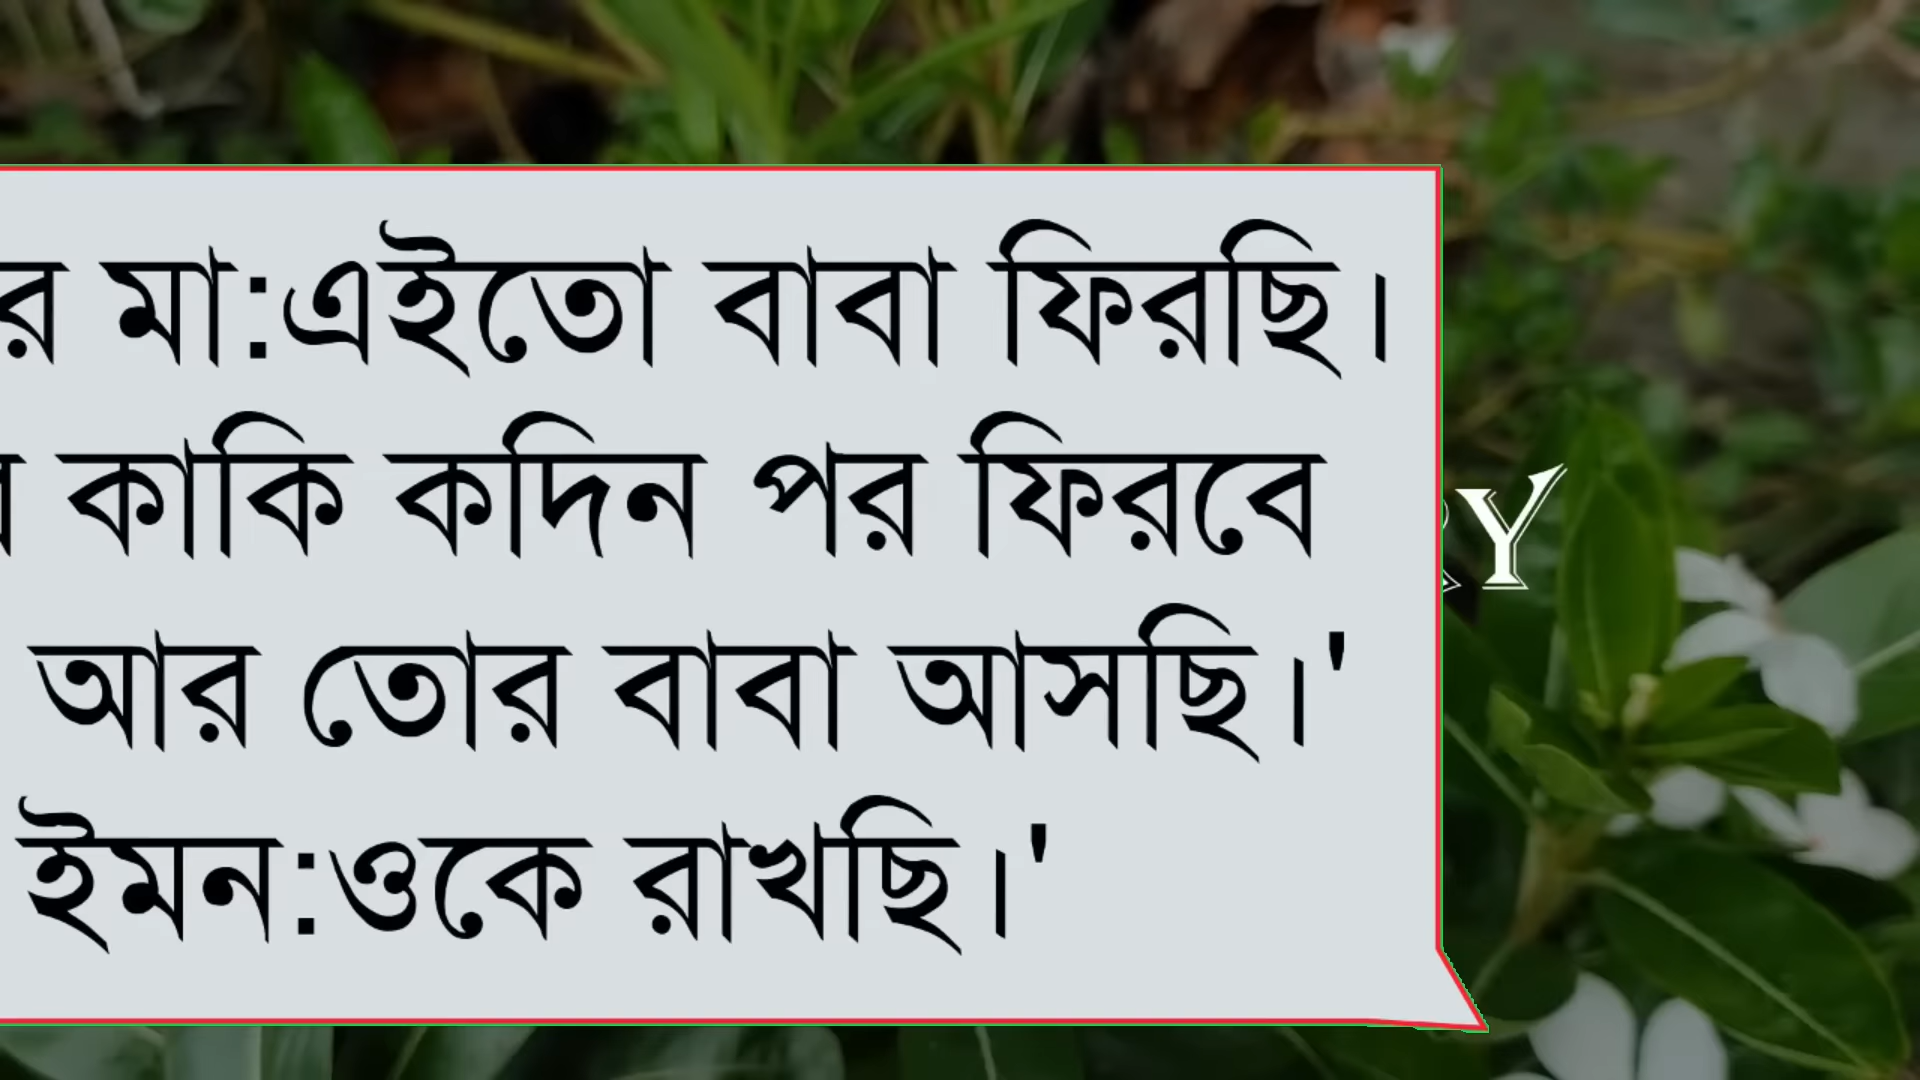 র মা:এইতো বাবা ফিরছি।
কাকি কদিন পর ফিরবে
আর তোর বাবা আসছি।'
ইমন:ওকে রাখছি।'
Y